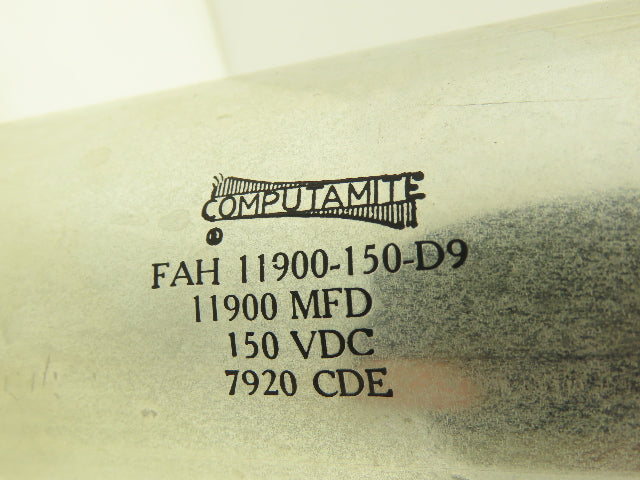 COMPUTAMITE
FAH 11900-150-D9
11900 MFD
150 VDC
7920 CDE